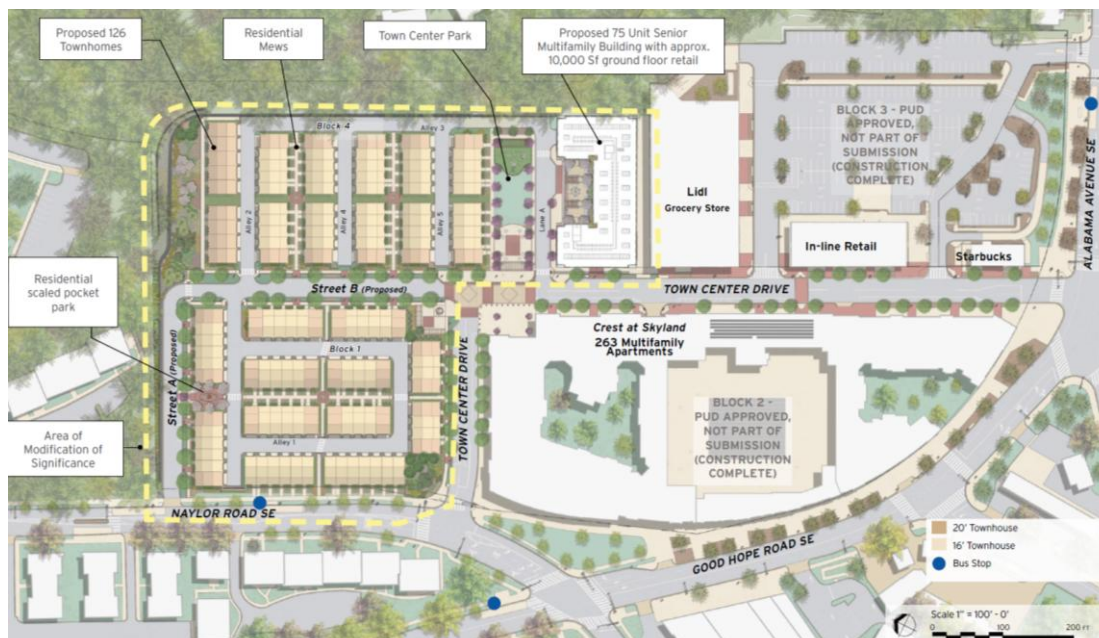 Proposed 126
Townhomes
Residential
Mews
Town Center Park
Proposed 75 Unit Senior
Multifamily Building with approx.
10,000 Sf ground floor retail
Block 4
Alley 3
Alley 2
Alley 4
Alley 5
Lane A
BLOCK 3 - PUD
APPROVED,
NOT PART OF
SUBMISSION
(CONSTRUCTION
COMPLETE)
ALABAMA AVENUE SE
Lidl
Grocery Store
In-line Retail
Starbucks
Residential
scaled pocket
park
Street B (Proposed)
TOWN CENTER DRIVE
Crest at Skyland
263 Multifamily
Apartments
Block 1
Street A (Proposed)
TOWN CENTER DRIVE
BLOCK 2 -
PUD APPROVED,
NOT PART OF
SUBMISSION
(CONSTRUCTION
COMPLETE)
Area of
Modification of
Significance
Alley 1
NAYLOR ROAD SE
GOOD HOPE ROAD SE
20' Townhouse
16' Townhouse
Bus Stop
Scale 1" = 100' - 0'
0 100 200 FT